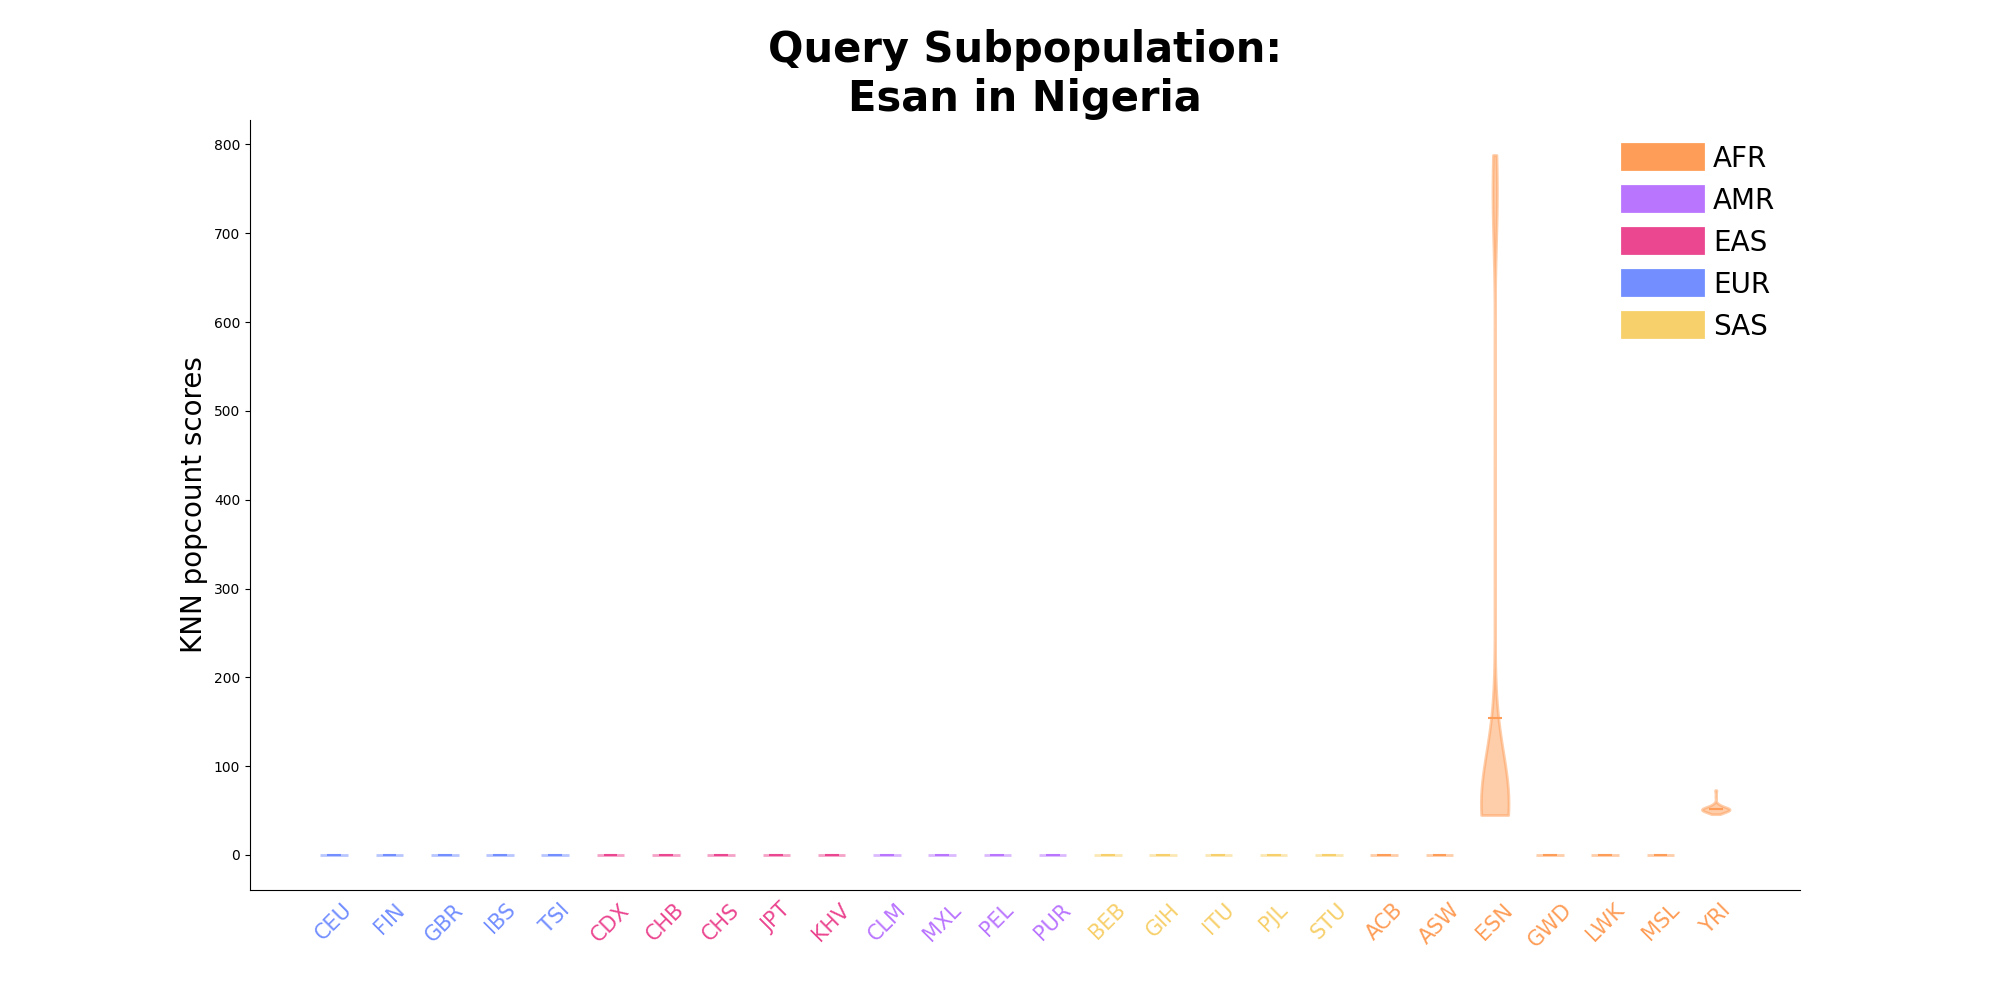 Query Subpopulation:
Esan in Nigeria
KNN popcount scores
800
700
600
500
400
300
200
100
0
AFR
AMR
EAS
EUR
SAS
CEU FIN GBR IBS TSI CDX CHB CHS JPT KHV CLM MXL PEL PUR BEB GIH ITU PJL STU ACB ASW ESN GWD LWK MSL YRI